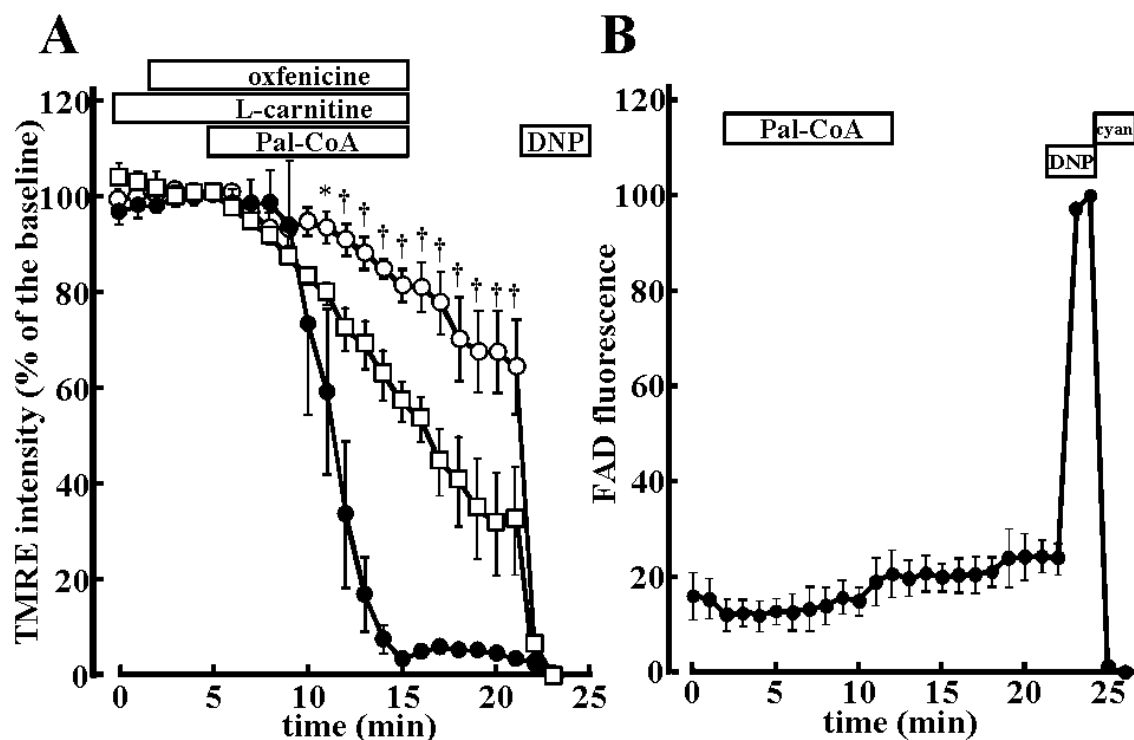 A
B
oxfenicine
L-carnitine
Pal-CoA
DNP
TMRE intensity (% of the baseline)
120
100
80
60
40
20
0
* † † † † † † † † † †
0 5 10 15 20 25
time (min)
Pal-CoA
DNP
cyan
FAD fluorescence
120
100
80
60
40
20
0
0 5 10 15 20 25
time (min)